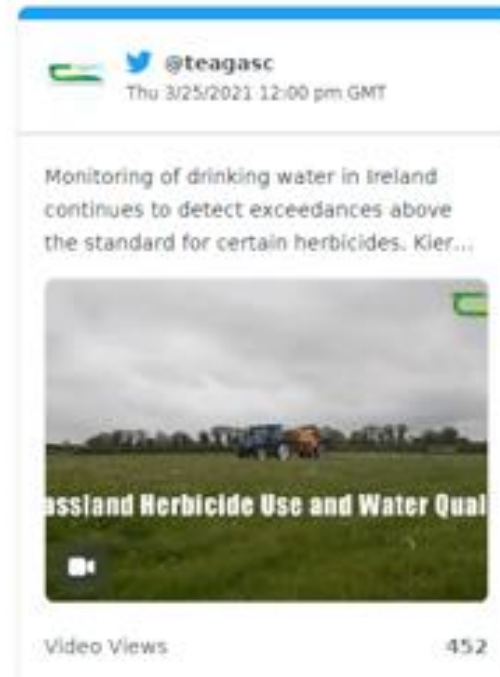 @teagasc
Thu 3/25/2021 12:00 pm GMT
Monitoring of drinking water in Ireland
continues to detect exceedances above
the standard for certain herbicides. Kier...
assland Herbicide Use and Water Qual
Video Views 452